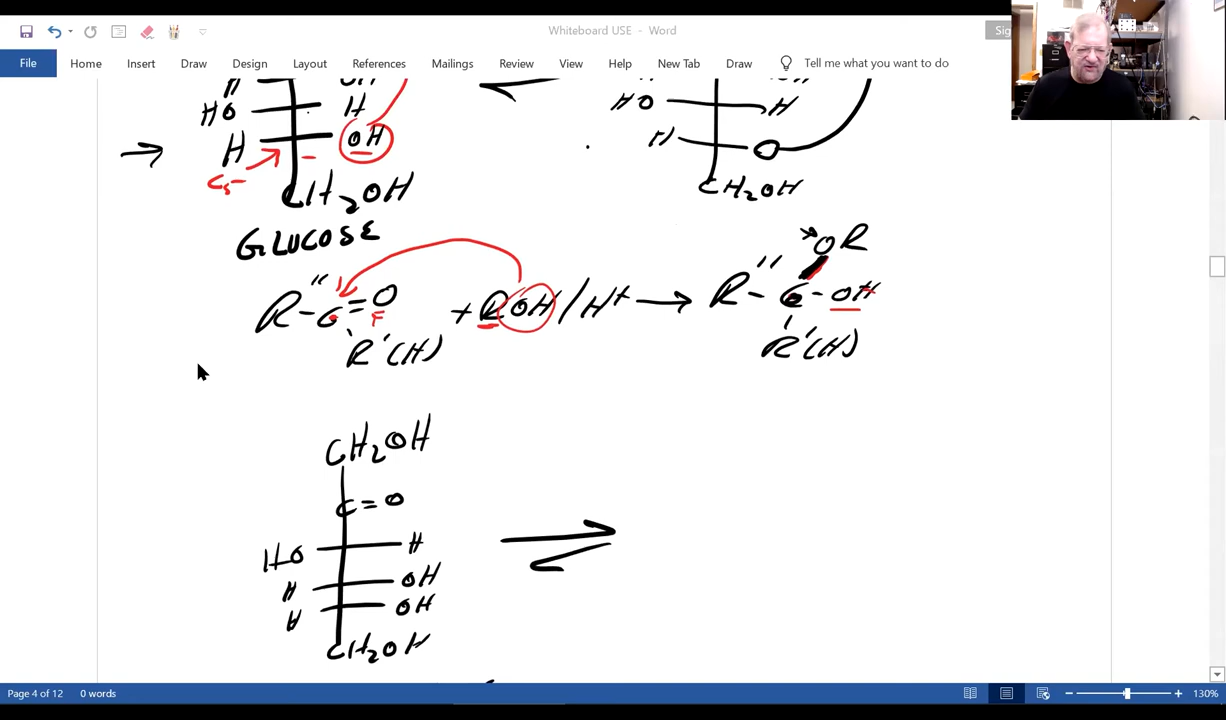 Whiteboard USE - Word
File Home Insert Draw Design Layout References Mailings Review View Help New Tab Draw Tell me what you want to do
HO H
H OH
C5
CH2OH
GLUCOSE
HO H
H O
CH2OH
R''-C=O + ROH/H+ → R''-C-OH
OR
R'(H)
R'(H)
CH2OH
C=O
HO H
H OH
H OH
CH2OH
Page 4 of 12 0 words 130%